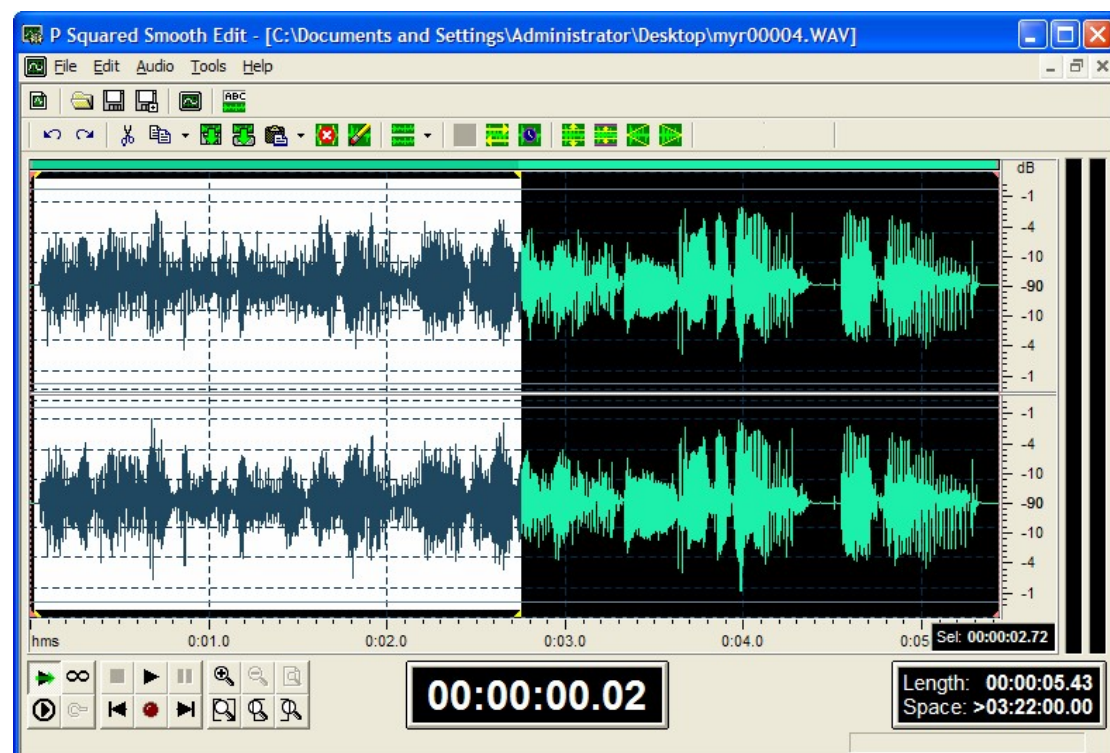 P Squared Smooth Edit - [C:\Documents and Settings\Administrator\Desktop\myr00004.WAV]
File Edit Audio Tools Help
ABC
dB
-1
-4
-10
-90
-10
-4
-1
-1
-4
-10
-90
-10
-4
-1
hms 0:01.0 0:02.0 0:03.0 0:04.0 0:05 Sel: 00:00:02.72
00:00:00.02
Length: 00:00:05.43
Space: >03:22:00.00